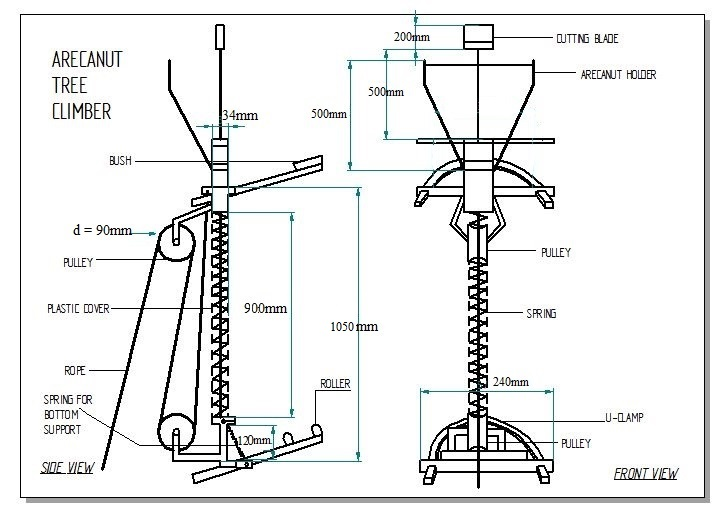 ARECANUT
TREE
CLIMBER
BUSH
34mm
d = 90mm
PULLEY
PLASTIC COVER
900mm
1050mm
ROPE
ROLLER
SPRING FOR
BOTTOM
SUPPORT
120mm
SIDE VIEW
200mm
CUTTING BLADE
ARECANUT HOLDER
500mm
500mm
PULLEY
SPRING
240mm
U-CLAMP
PULLEY
FRONT VIEW